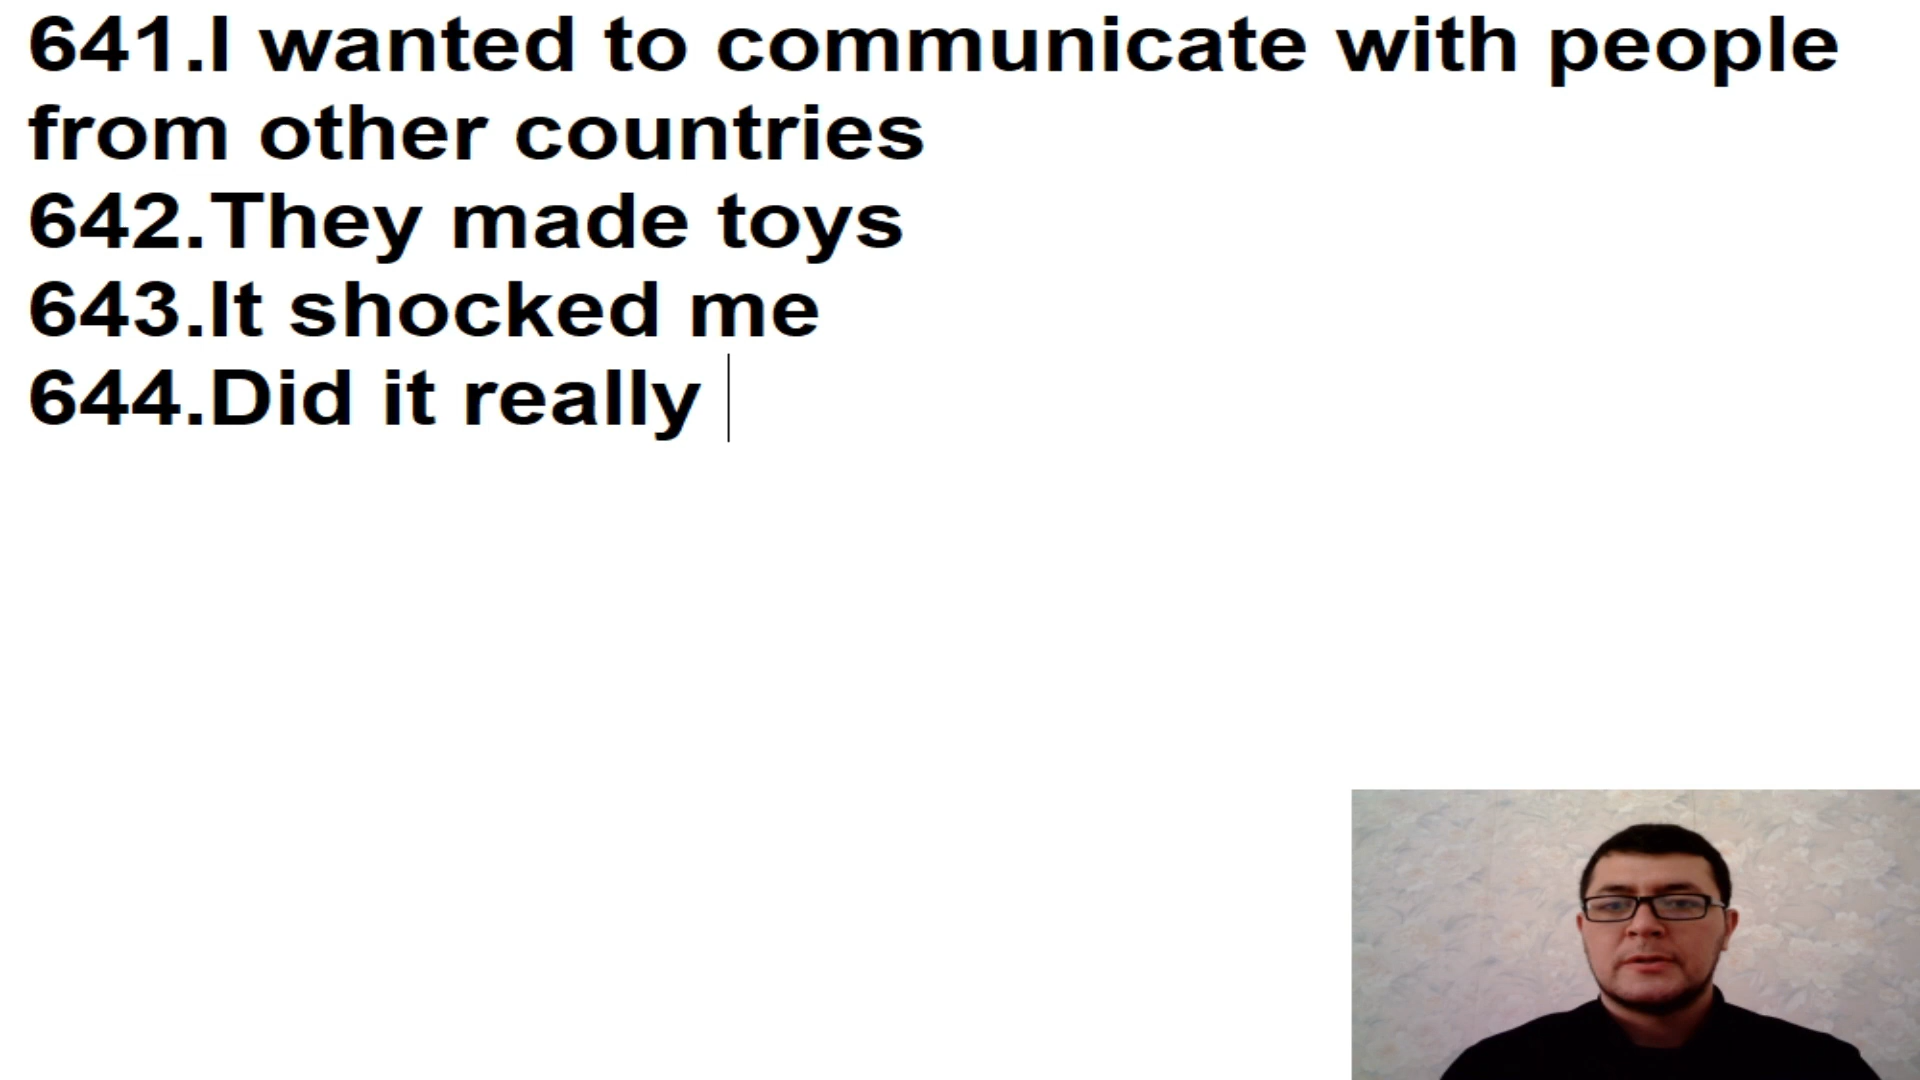 641.I wanted to communicate with people
from other countries
642.They made toys
643.It shocked me
644.Did it really